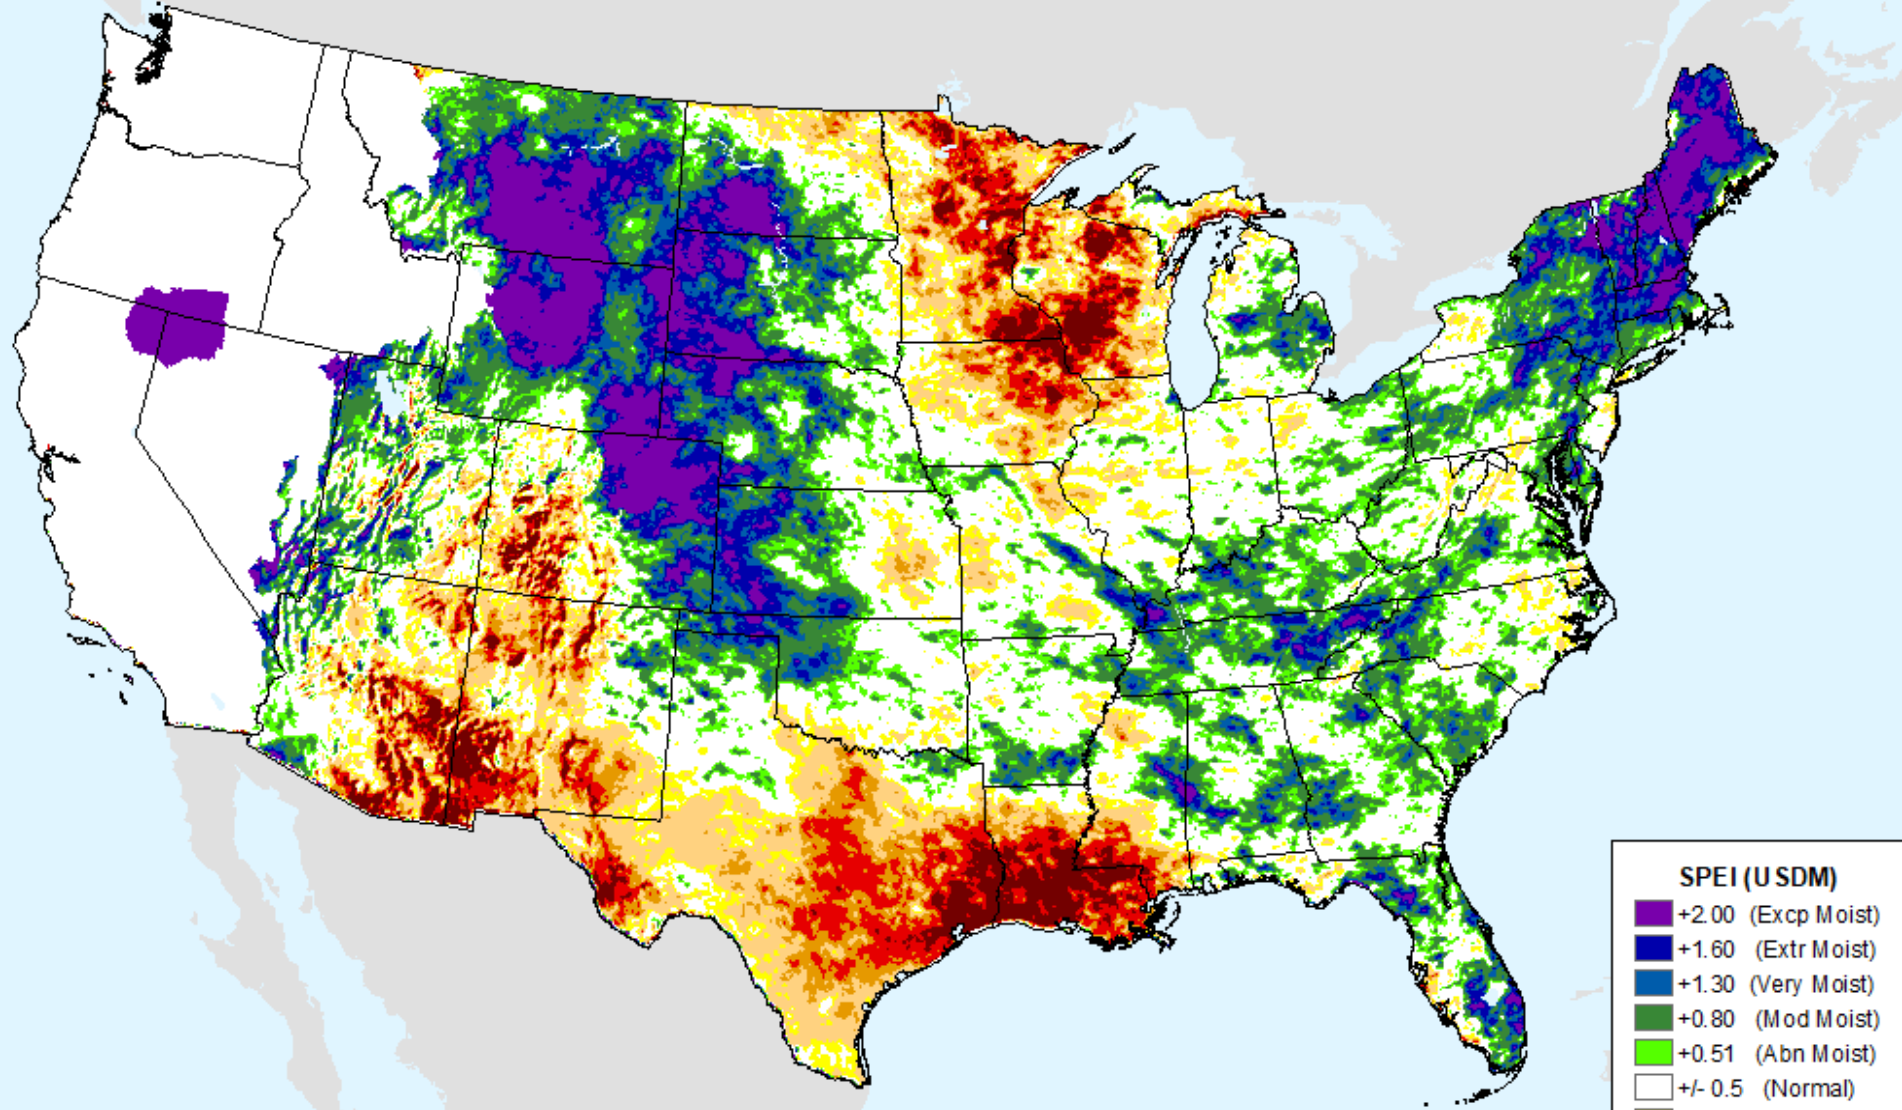 SPEI (USDM)
+2.00 (Excp Moist)
+1.60 (Extr Moist)
+1.30 (Very Moist)
+0.80 (Mod Moist)
+0.51 (Abn Moist)
+/- 0.5 (Normal)